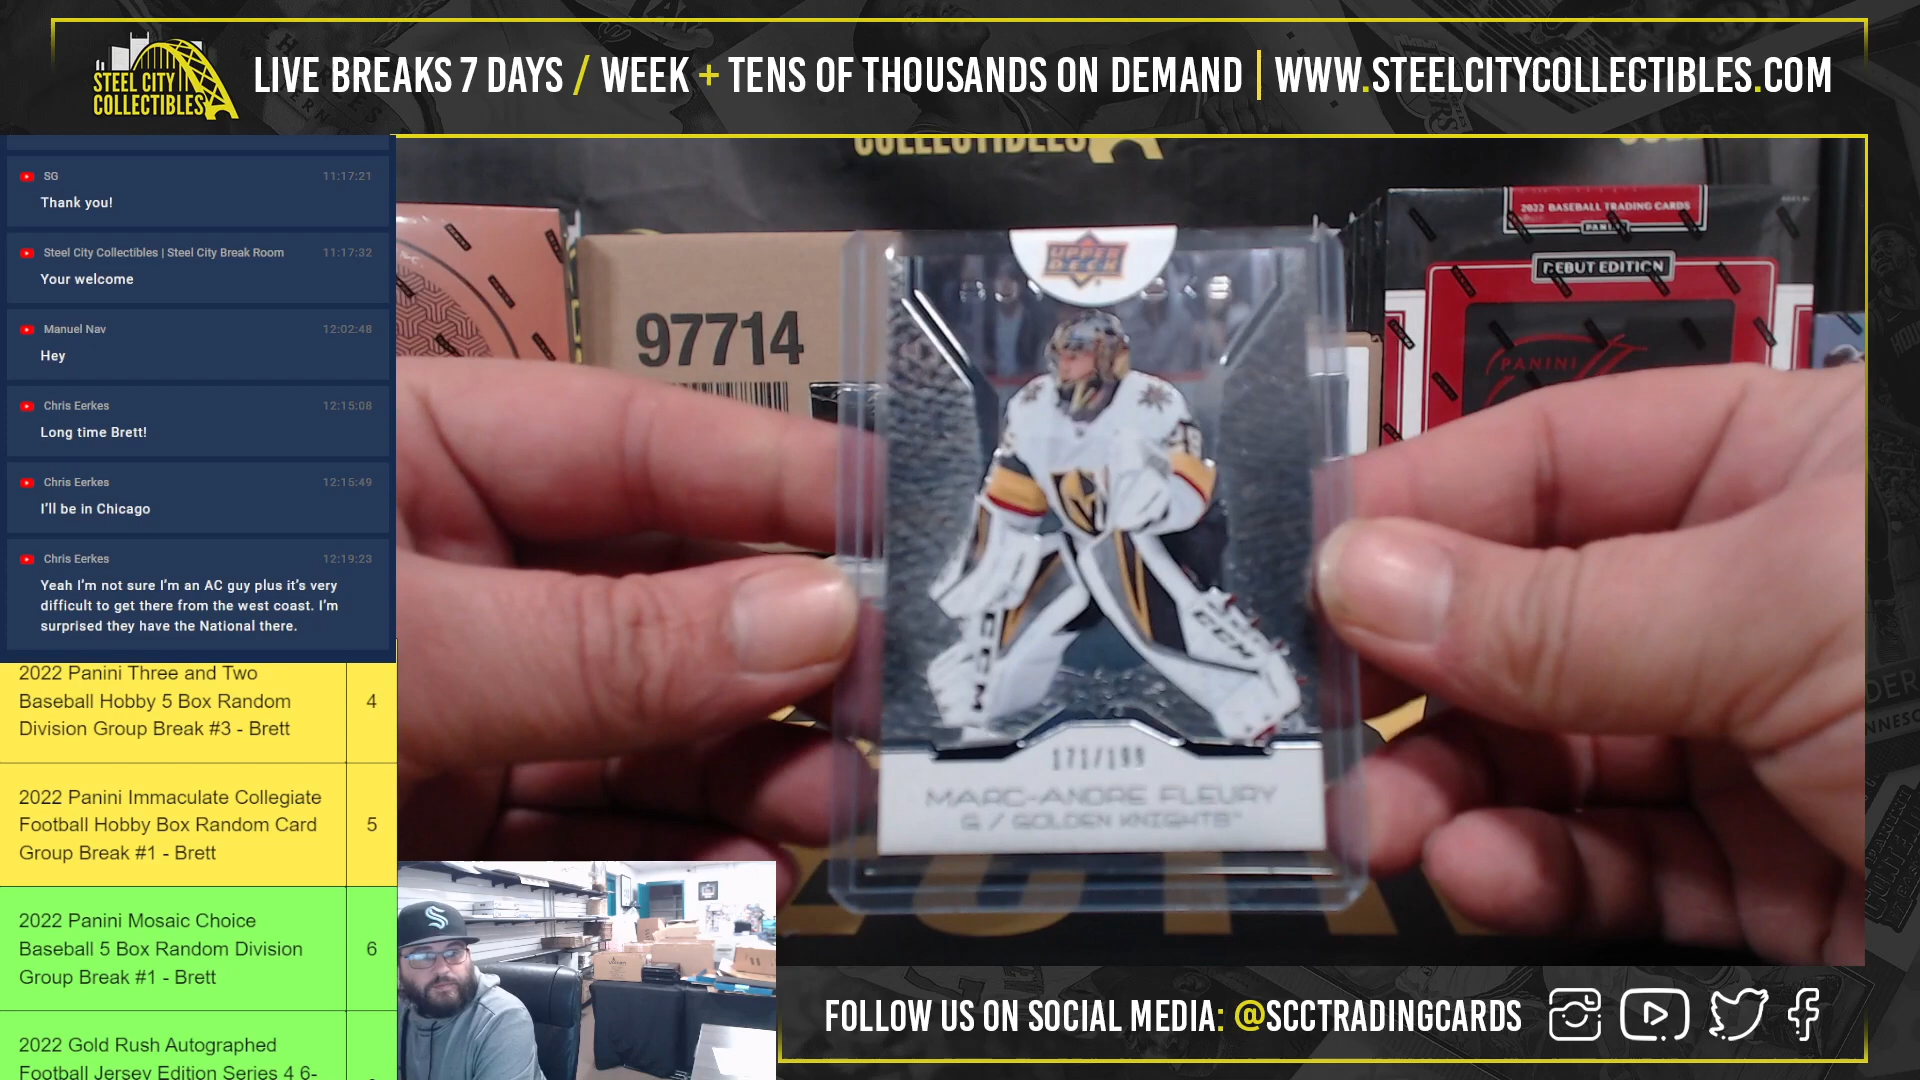 STEEL CITY
COLLECTIBLES
LIVE BREAKS 7 DAYS / WEEK + TENS OF THOUSANDS ON DEMAND | WWW.STEELCITYCOLLECTIBLES.COM
SG 11:17:21
Thank you!
Steel City Collectibles | Steel City Break Room 11:17:32
Your welcome
Manuel Nav 12:02:48
Hey
Chris Eerkes 12:15:08
Long time Brett!
Chris Eerkes 12:15:49
I'll be in Chicago
Chris Eerkes 12:19:23
Yeah I'm not sure I'm an AC guy plus it's very
difficult to get there from the west coast. I'm
surprised they have the National there.
2022 Panini Three and Two
Baseball Hobby 5 Box Random
Division Group Break #3 - Brett
4
2022 Panini Immaculate Collegiate
Football Hobby Box Random Card
Group Break #1 - Brett
5
2022 Panini Mosaic Choice
Baseball 5 Box Random Division
Group Break #1 - Brett
6
2022 Gold Rush Autographed
Football Jersey Edition Series 4 6-
COLLECTIBLES
97714
2022 BASEBALL TRADING CARDS
PANINI
DEBUT EDITION
PANINI
UPPER
DECK
CCM
CCM
171/199
MARC-ANDRE FLEURY
G / GOLDEN KNIGHTS
FOLLOW US ON SOCIAL MEDIA: @SCCTRADINGCARDS